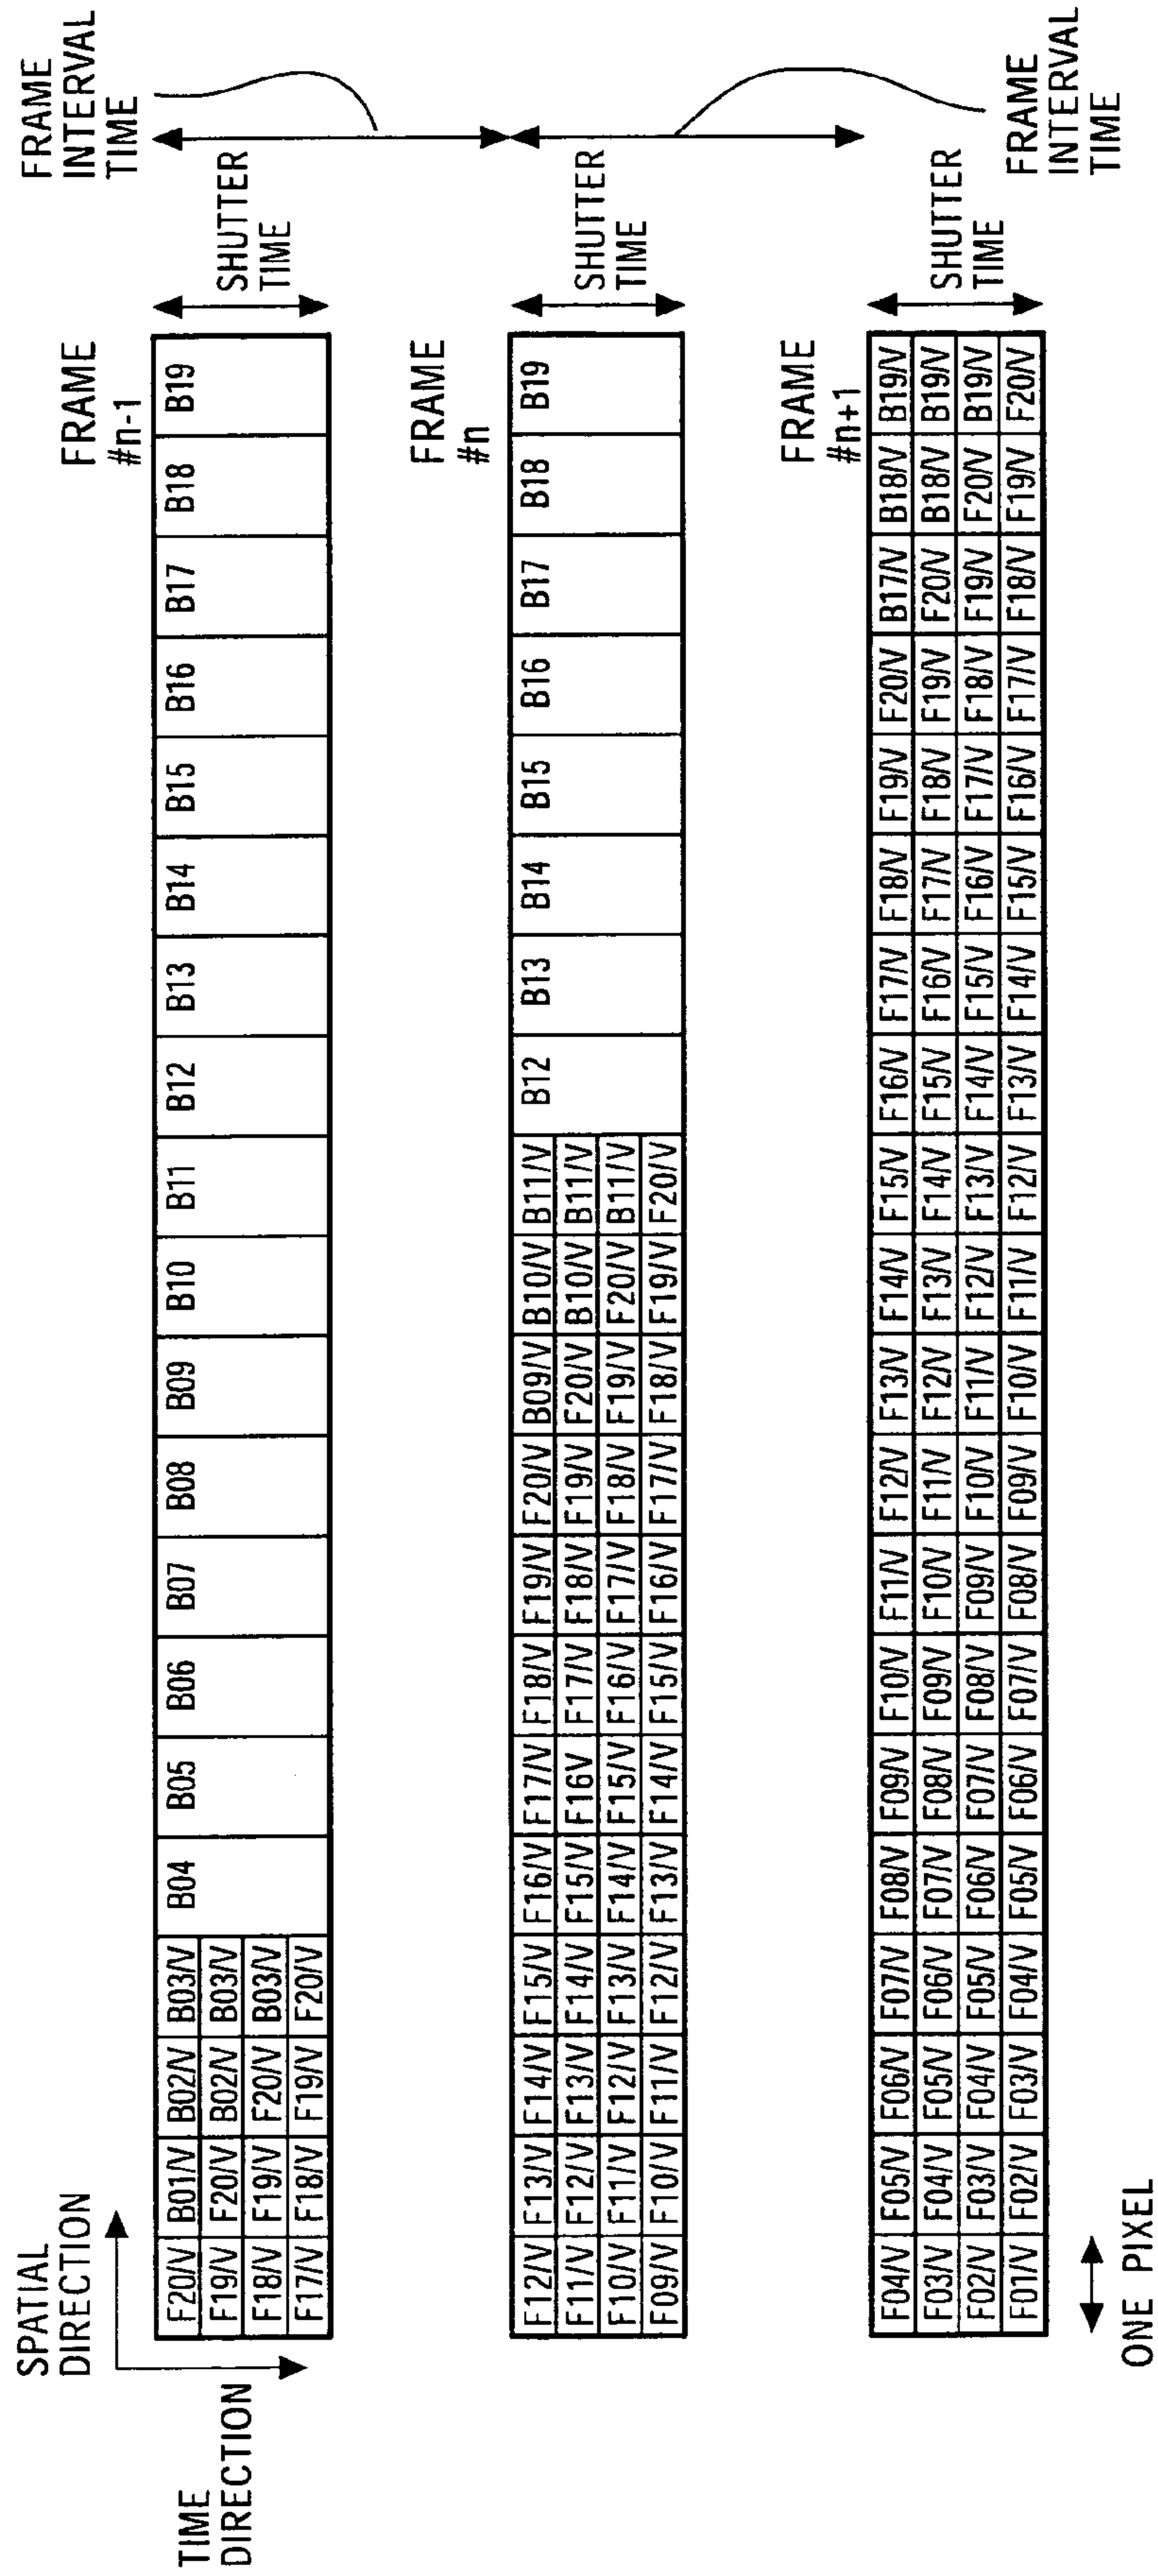 SPATIAL
DIRECTION
TIME
DIRECTION
FRAME
#n-1
F20/V B01/V B02/V B03/V B04 B05 B06 B07 B08 B09 B10 B11 B12 B13 B14 B15 B16 B17 B18 B19
F19/V F20/V B02/V B03/V
F18/V F19/V F20/V B03/V
F17/V F18/V F19/V F20/V
SHUTTER
TIME
FRAME
INTERVAL
TIME
FRAME
#n
F12/V F13/V F14/V F15/V F16/V F17/V F18/V F19/V F20/V B09/V B10/V B11/V B12 B13 B14 B15 B16 B17 B18 B19
F11/V F12/V F13/V F14/V F15/V F16V F17/V F18/V F19/V F20/V B10/V B11/V
F10/V F11/V F12/V F13/V F14/V F15/V F16/V F17/V F18/V F19/V F20/V B11/V
F09/V F10/V F11/V F12/V F13/V F14/V F15/V F16/V F17/V F18/V F19/V F20/V
SHUTTER
TIME
FRAME
#n+1
F04/V F05/V F06/V F07/V F08/V F09/V F10/V F11/V F12/V F13/V F14/V F15/V F16/V F17/V F18/V F19/V F20/V B17/V B18/V B19/V
F03/V F04/V F05/V F06/V F07/V F08/V F09/V F10/V F11/V F12/V F13/V F14/V F15/V F16/V F17/V F18/V F19/V F20/V B18/V B19/V
F02/V F03/V F04/V F05/V F06/V F07/V F08/V F09/V F10/V F11/V F12/V F13/V F14/V F15/V F16/V F17/V F18/V F19/V F20/V B19/V
F01/V F02/V F03/V F04/V F05/V F06/V F07/V F08/V F09/V F10/V F11/V F12/V F13/V F14/V F15/V F16/V F17/V F18/V F19/V F20/V
SHUTTER
TIME
FRAME
INTERVAL
TIME
ONE PIXEL